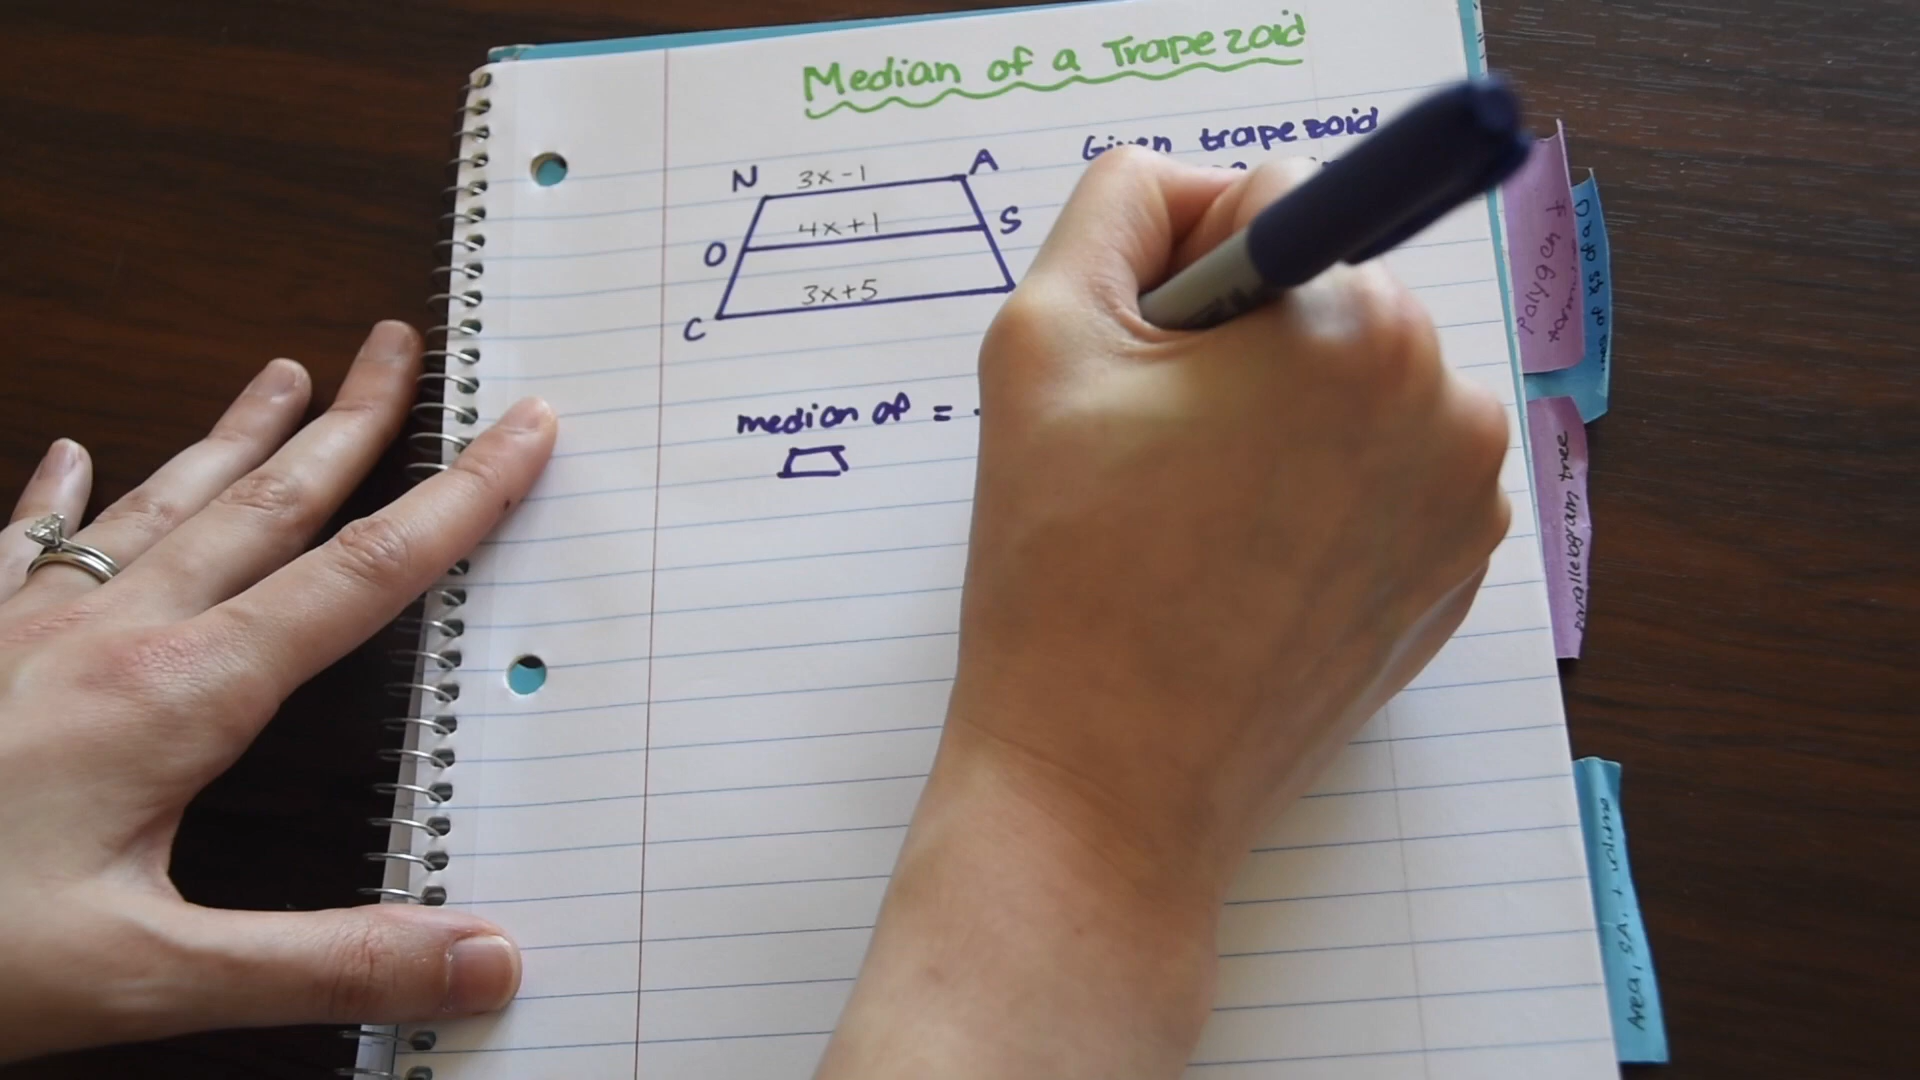 Median of a Trapezoid
Given trapezoid
N 3x-1 A
O 4x+1 S
C 3x+5
median of =
Polygon
parallelogram tree
Area, SA, + volume